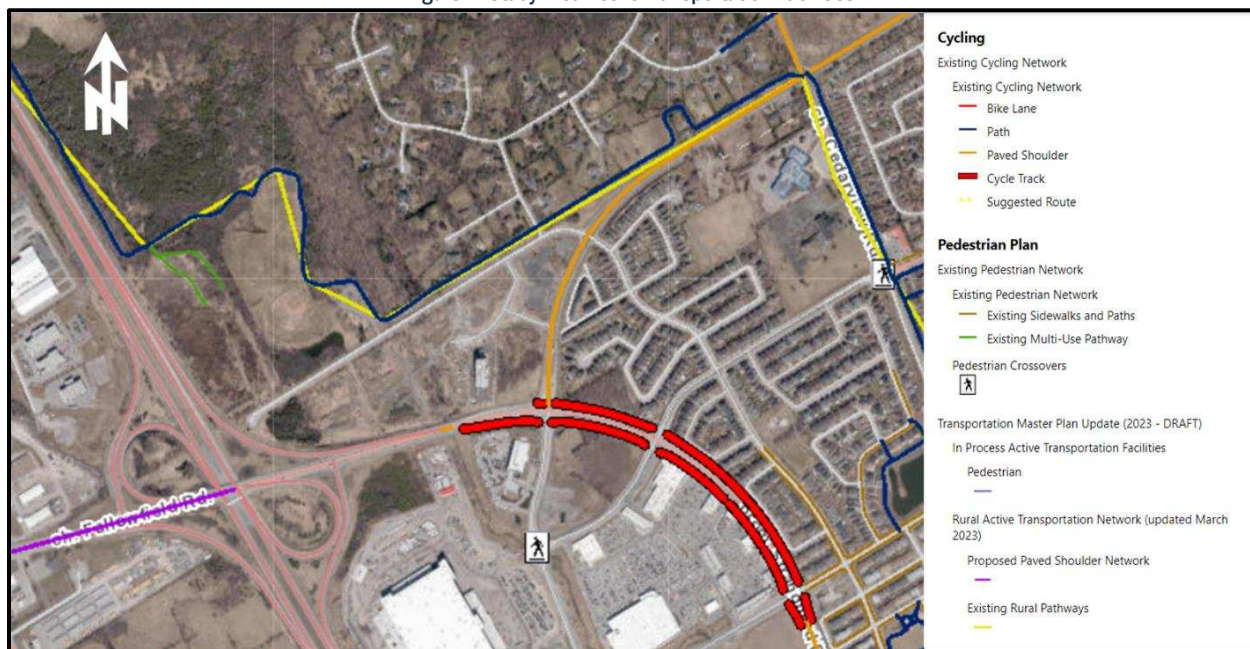 N
ch. Cedarview Rd.
ch. Fallowfield Rd.
Cycling
Existing Cycling Network
Existing Cycling Network
Bike Lane
Path
Paved Shoulder
Cycle Track
Suggested Route
Pedestrian Plan
Existing Pedestrian Network
Existing Pedestrian Network
Existing Sidewalks and Paths
Existing Multi-Use Pathway
Pedestrian Crossovers
Transportation Master Plan Update (2023 - DRAFT)
In Process Active Transportation Facilities
Pedestrian
Rural Active Transportation Network (updated March
2023)
Proposed Paved Shoulder Network
Existing Rural Pathways